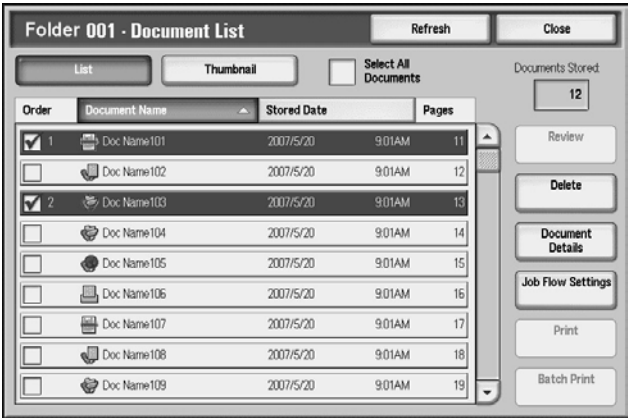 Folder 001 - Document List
Refresh
Close
List
Thumbnail
Select All
Documents
Documents Stored:
12
Order
Document Name
Stored Date
Pages
1 Doc Name101 2007/5/20 9:01AM 11
Doc Name102 2007/5/20 9:01AM 12
2 Doc Name103 2007/5/20 9:01AM 13
Doc Name104 2007/5/20 9:01AM 14
Doc Name105 2007/5/20 9:01AM 15
Doc Name106 2007/5/20 9:01AM 16
Doc Name107 2007/5/20 9:01AM 17
Doc Name108 2007/5/20 9:01AM 18
Doc Name109 2007/5/20 9:01AM 19
Review
Delete
Document
Details
Job Flow Settings
Print
Batch Print